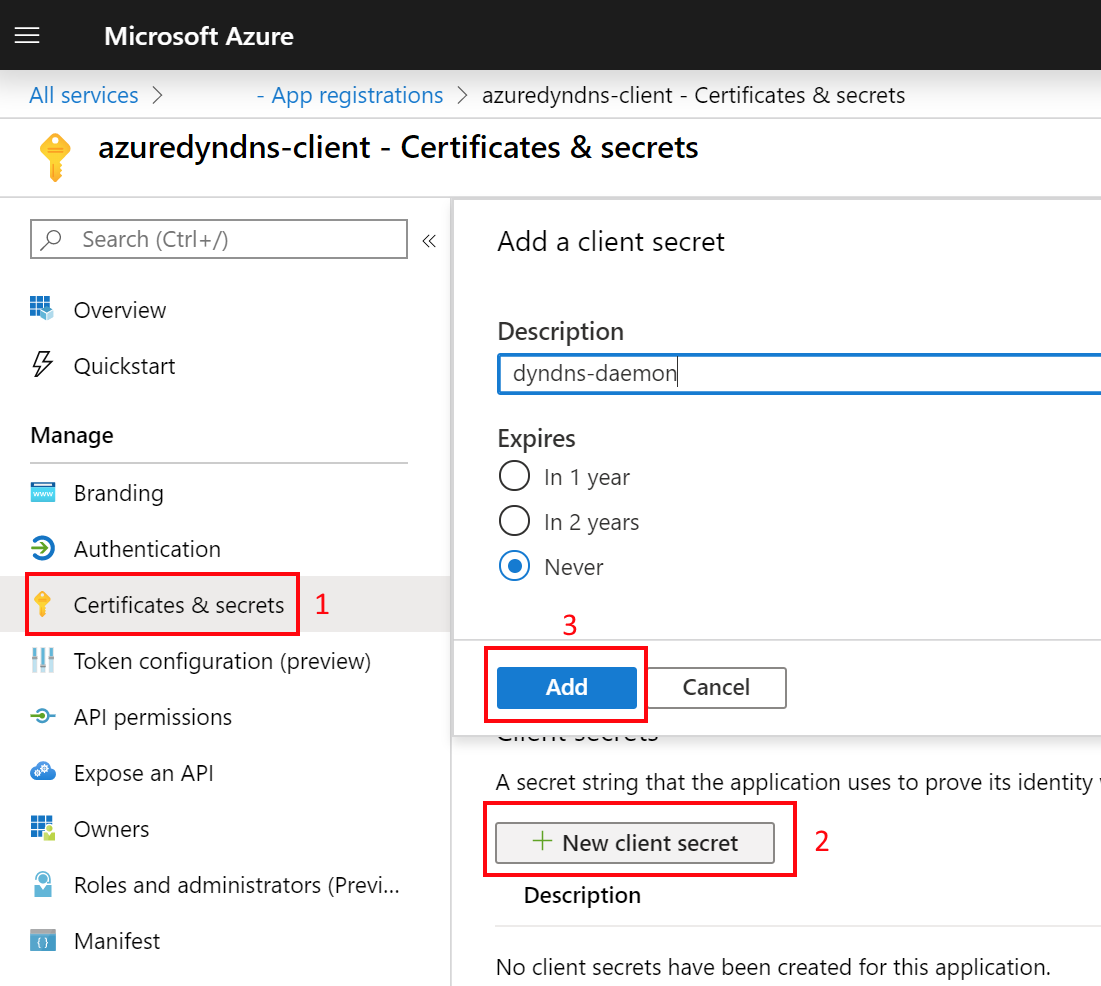 Microsoft Azure
All services > - App registrations > azuredyndns-client - Certificates & secrets
azuredyndns-client - Certificates & secrets
Search (Ctrl+/)
«
Overview
Quickstart
Manage
Branding
Authentication
Certificates & secrets 1
Token configuration (preview)
API permissions
Expose an API
Owners
Roles and administrators (Previ...
Manifest
Add a client secret
Description
dyndns-daemon
Expires
In 1 year
In 2 years
Never
3
Add Cancel
Client secrets
A secret string that the application uses to prove its identity
+ New client secret 2
Description
No client secrets have been created for this application.